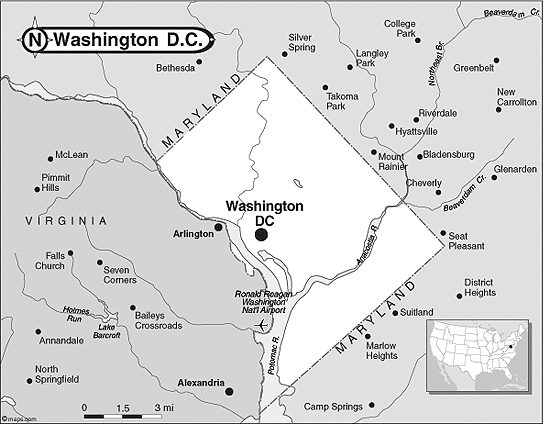 N Washington D.C.
Silver
Spring
College
Park
Beaverdam Cr.
Bethesda
Langley
Park
Northeast Br.
Greenbelt
MARYLAND
Takoma
Park
New
Carrollton
Riverdale
Hyattsville
McLean
Mount
Rainier
Bladensburg
Pimmit
Hills
Cheverly
Glenarden
Beaverdam Cr.
VIRGINIA
Washington
DC
Arlington
Anacostia R.
Seat
Pleasant
Falls
Church
Seven
Corners
District
Heights
Ronald Reagan
Washington
Nat'l Airport
Holmes
Run
Baileys
Crossroads
Lake
Barcroft
MARYLAND
Suitland
Annandale
Potomac R.
Marlow
Heights
North
Springfield
Alexandria
Camp Springs
0 1.5 3 mi
©maps.com